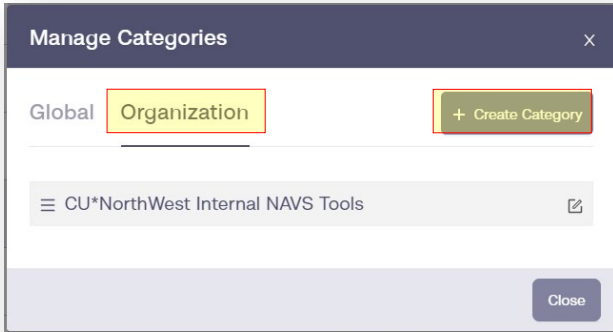 Manage Categories X
Global Organization + Create Category
CU*NorthWest Internal NAVS Tools
Close